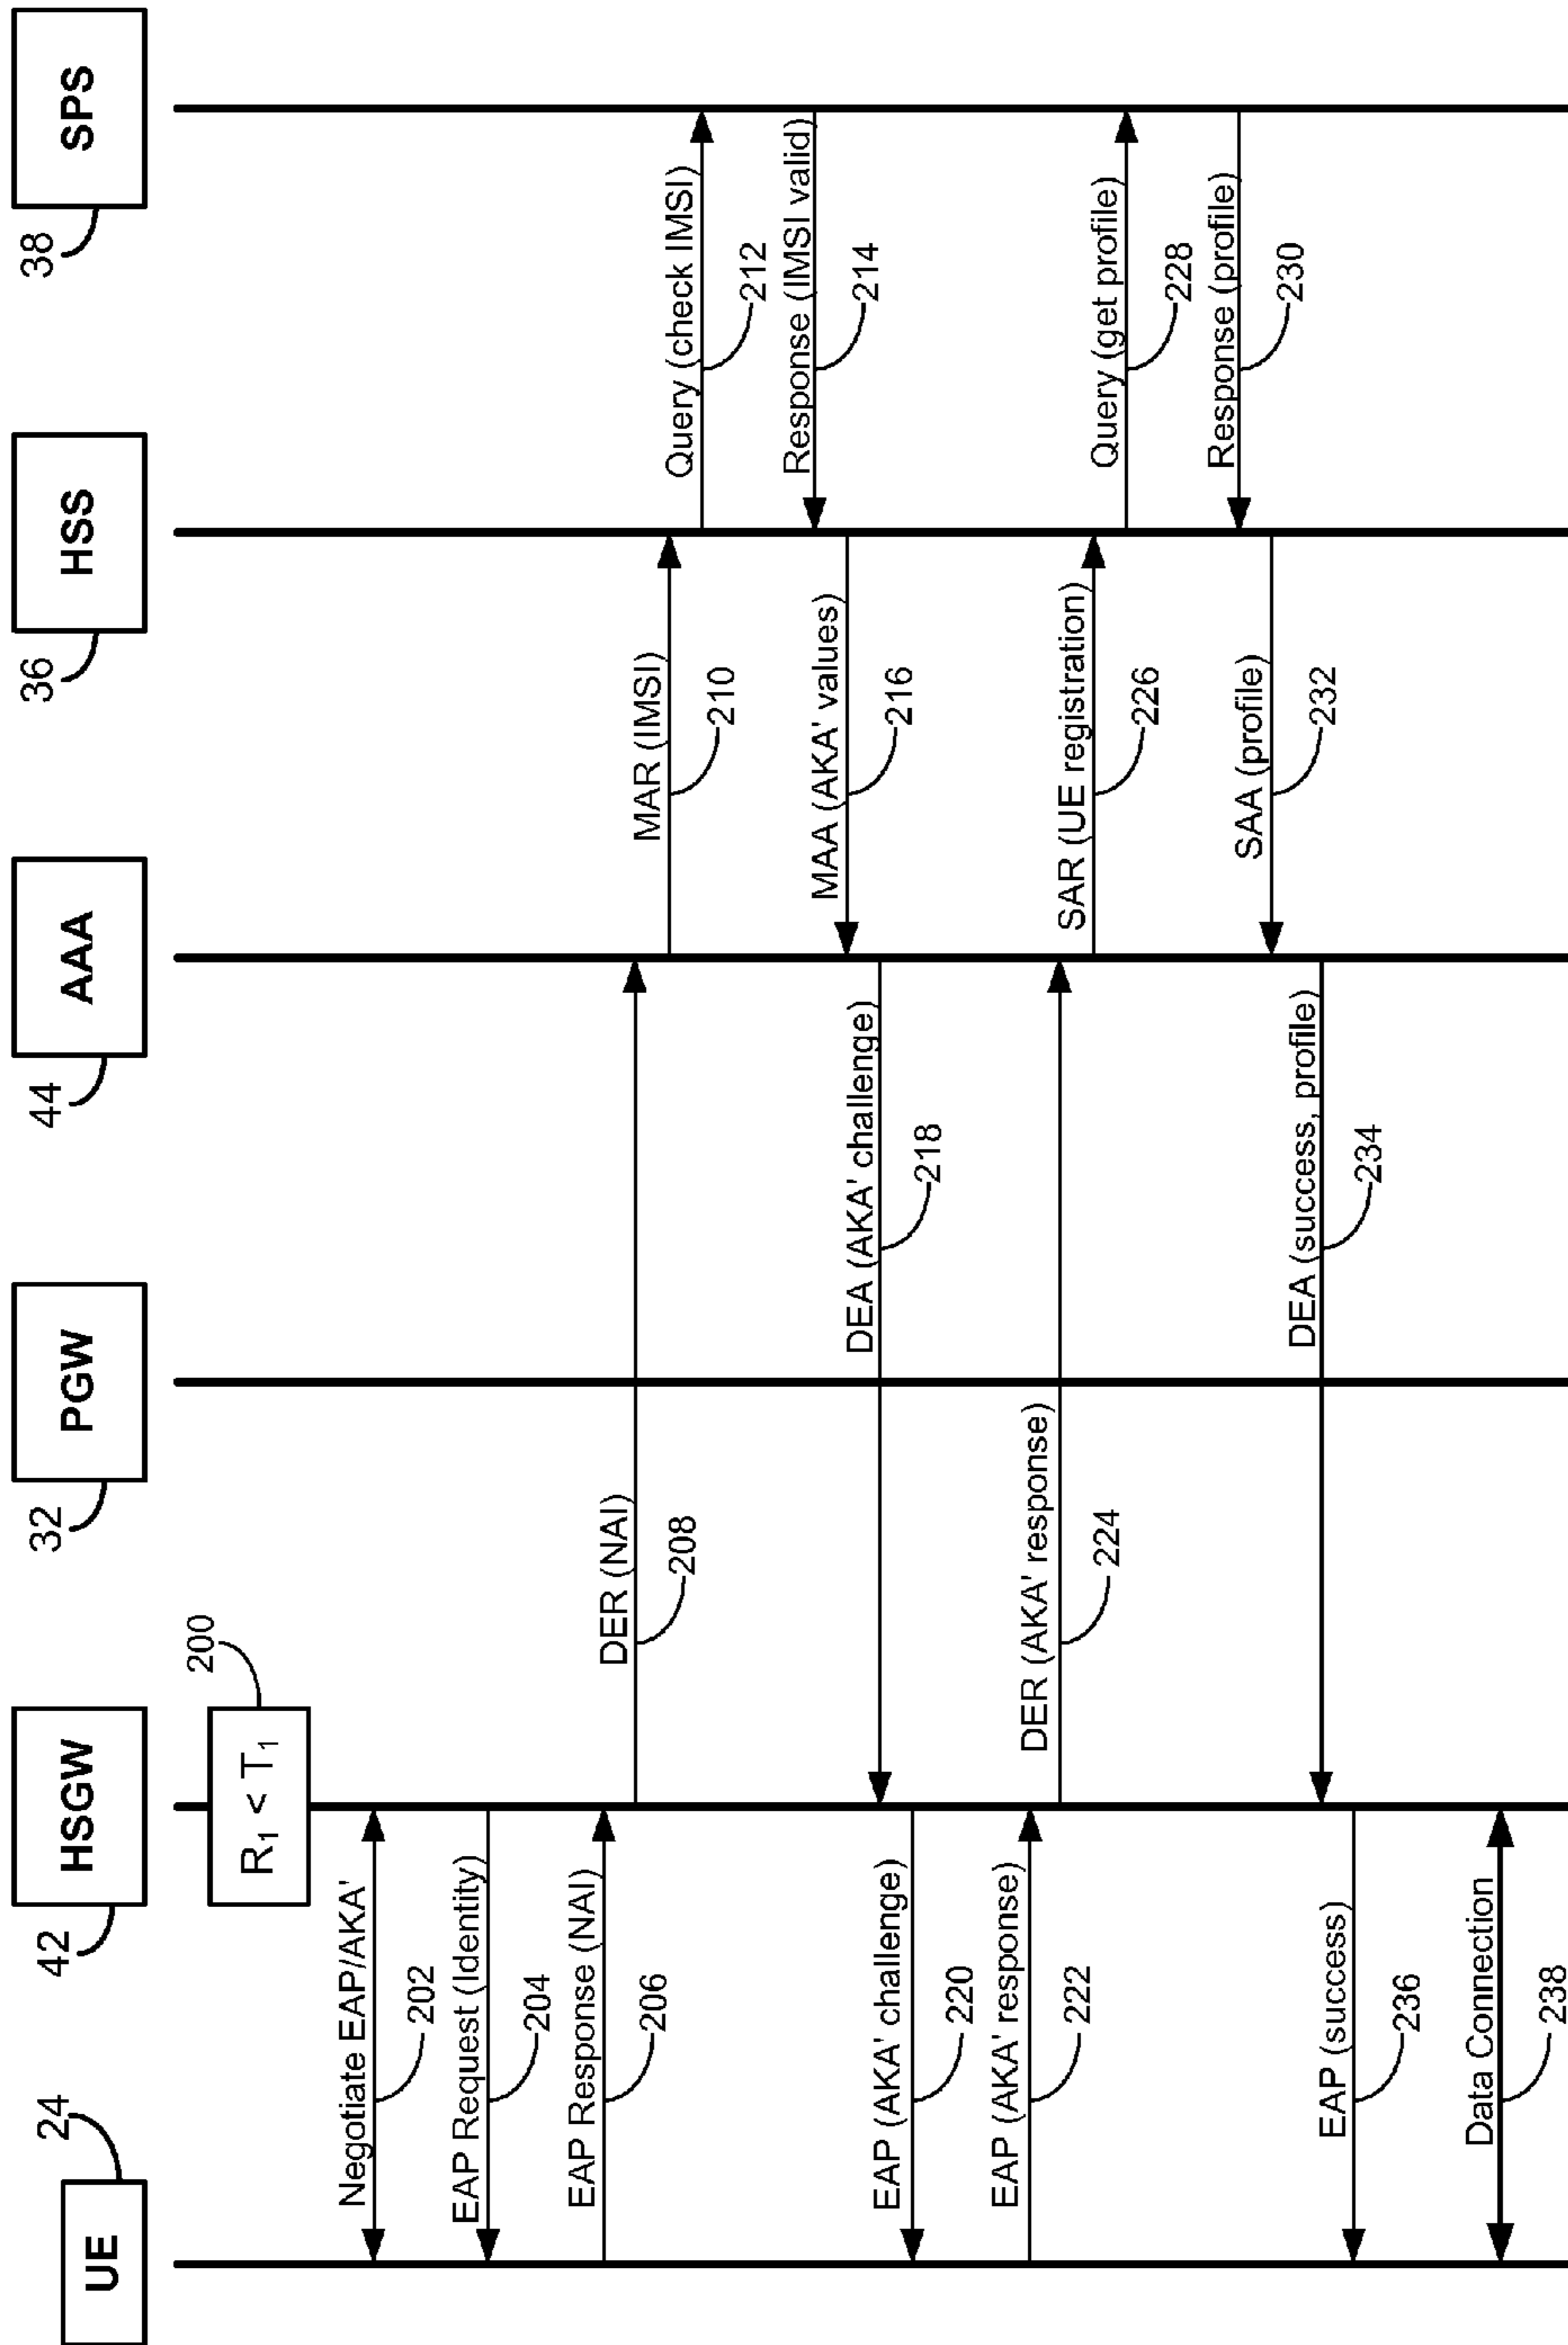 UE
24
HSGW
42
PGW
32
AAA
44
HSS
36
SPS
38
R₁ < T₁
200
Negotiate EAP/AKA'
202
EAP Request (Identity)
204
EAP Response (NAI)
206
DER (NAI)
208
MAR (IMSI)
210
Query (check IMSI)
212
Response (IMSI valid)
214
MAA (AKA' values)
216
DEA (AKA' challenge)
218
EAP (AKA' challenge)
220
EAP (AKA' response)
222
DER (AKA' response)
224
SAR (UE registration)
226
Query (get profile)
228
Response (profile)
230
SAA (profile)
232
DEA (success, profile)
234
EAP (success)
236
Data Connection
238